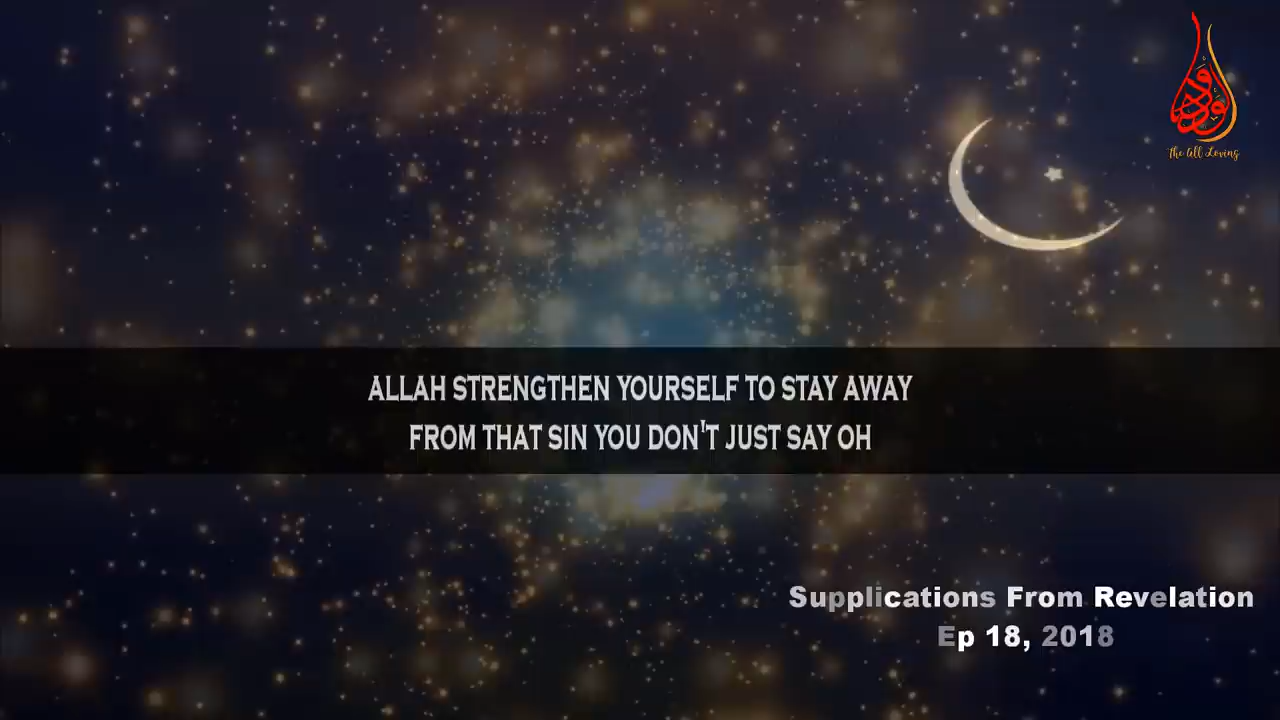 The All Loving
ALLAH STRENGTHEN YOURSELF TO STAY AWAY
FROM THAT SIN YOU DON'T JUST SAY OH
Supplications From Revelation
Ep 18, 2018